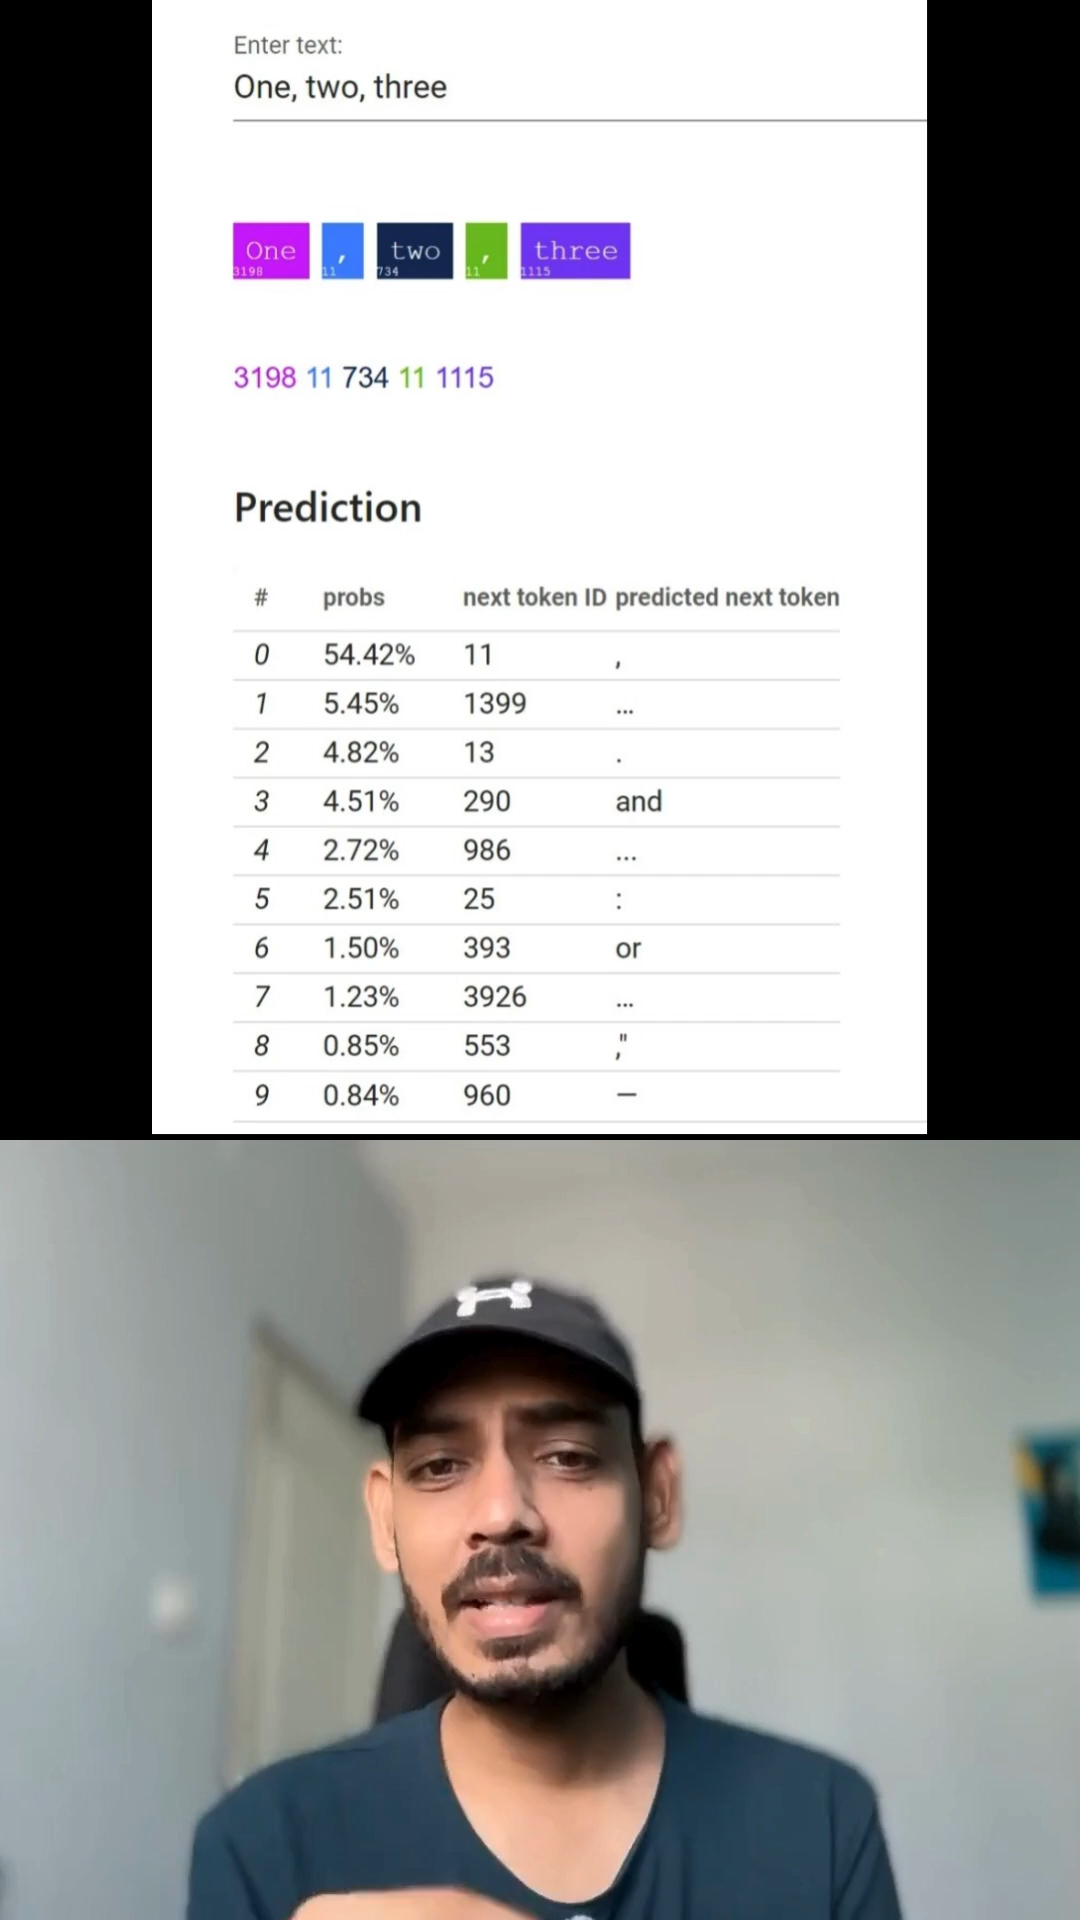 Enter text:
One, two, three
One , two , three
3198 11 734 11 1115
3198 11 734 11 1115
Prediction
# probs next token ID predicted next token
0 54.42% 11 ,
1 5.45% 1399 …
2 4.82% 13 .
3 4.51% 290 and
4 2.72% 986 ...
5 2.51% 25 :
6 1.50% 393 or
7 1.23% 3926 …
8 0.85% 553 ,"
9 0.84% 960 —